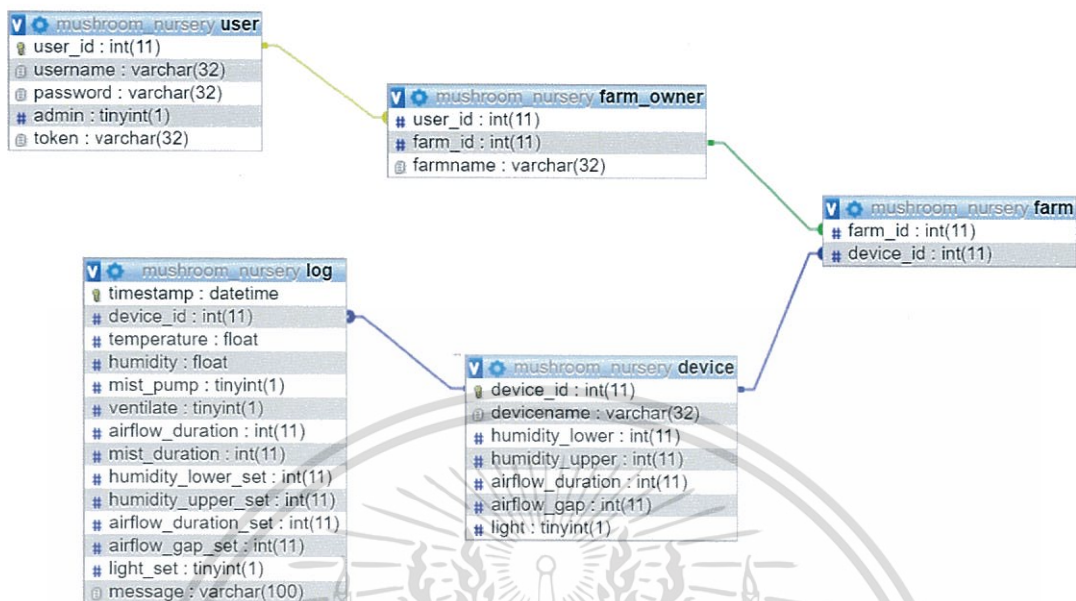 mushroom_nursery user
user_id : int(11)
username : varchar(32)
password : varchar(32)
# admin : tinyint(1)
token : varchar(32)
mushroom_nursery farm_owner
# user_id : int(11)
# farm_id : int(11)
farmname : varchar(32)
mushroom_nursery farm
# farm_id : int(11)
# device_id : int(11)
mushroom_nursery log
timestamp : datetime
# device_id : int(11)
# temperature : float
# humidity : float
# mist_pump : tinyint(1)
# ventilate : tinyint(1)
# airflow_duration : int(11)
# mist_duration : int(11)
# humidity_lower_set : int(11)
# humidity_upper_set : int(11)
# airflow_duration_set : int(11)
# airflow_gap_set : int(11)
# light_set : tinyint(1)
message : varchar(100)
mushroom_nursery device
device_id : int(11)
devicename : varchar(32)
# humidity_lower : int(11)
# humidity_upper : int(11)
# airflow_duration : int(11)
# airflow_gap : int(11)
# light : tinyint(1)